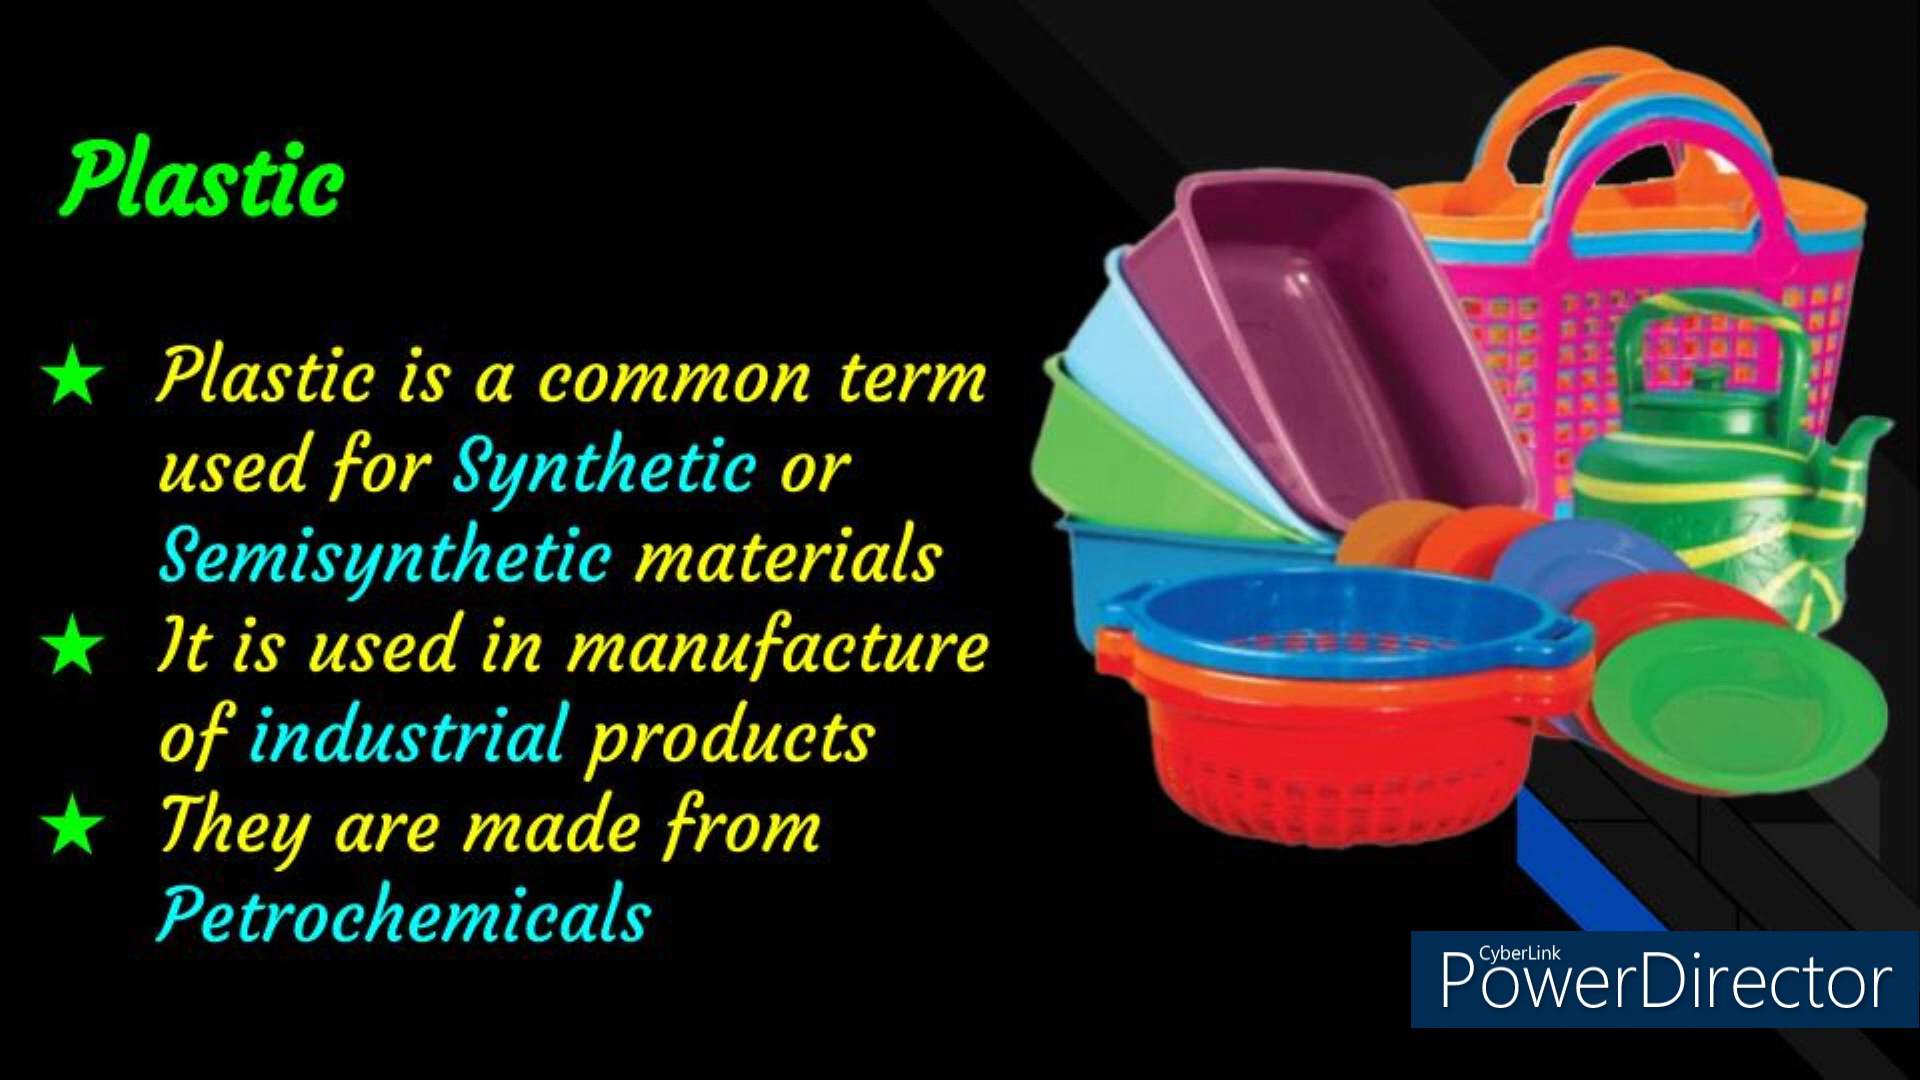 Plastic
★ Plastic is a common term
used for Synthetic or
Semisynthetic materials
★ It is used in manufacture
of industrial products
★ They are made from
Petrochemicals
CyberLink
PowerDirector